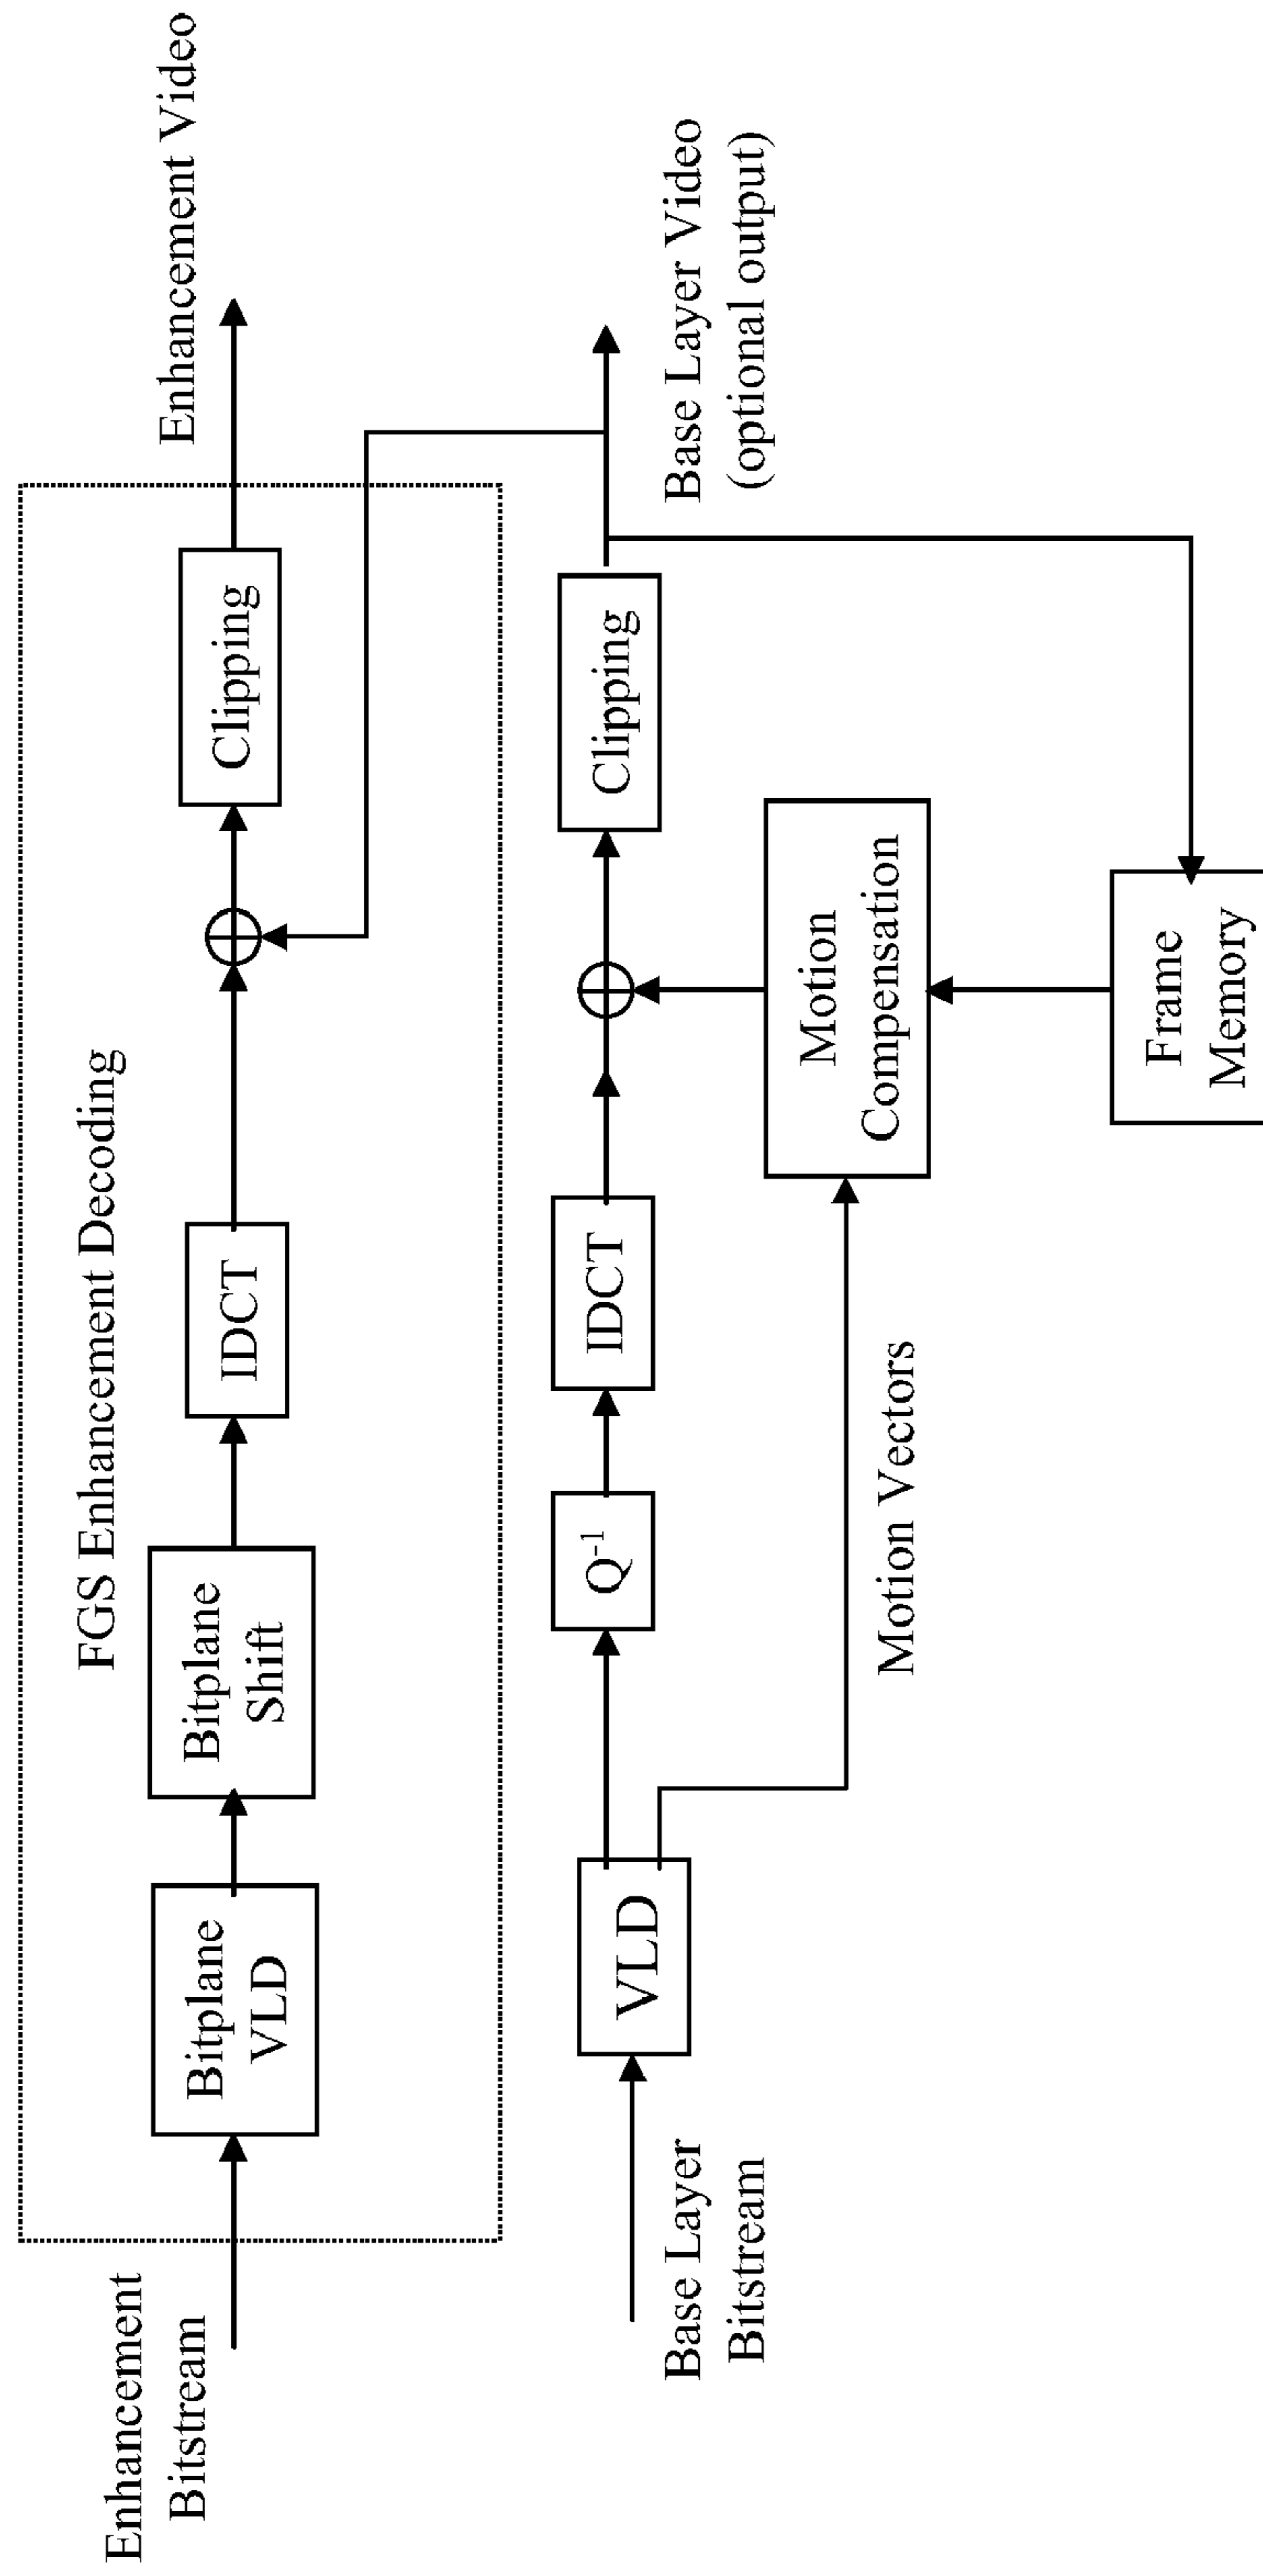 FGS Enhancement Decoding
Enhancement
Bitstream
Bitplane
VLD
Bitplane
Shift
IDCT
Clipping
Enhancement Video
Base Layer
Bitstream
VLD
Q-1
IDCT
Clipping
Base Layer Video
(optional output)
Motion
Compensation
Motion Vectors
Frame
Memory